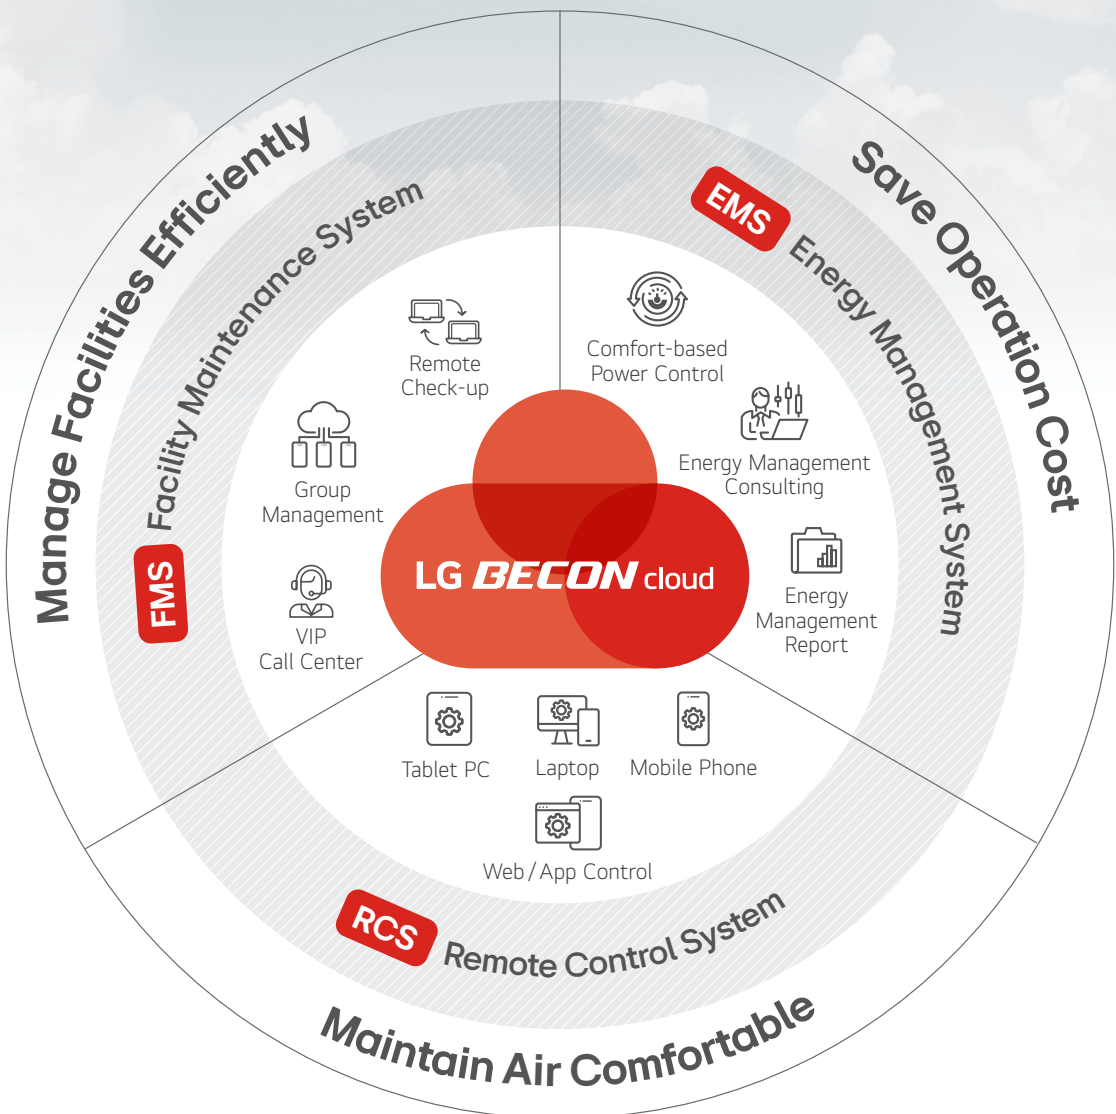 Manage Facilities Efficiently
FMS
Facility Maintenance System
Remote
Check-up
Group
Management
VIP
Call Center
Save Operation Cost
EMS
Energy Management System
Comfort-based
Power Control
Energy Management
Consulting
Energy
Management
Report
LG BECON cloud
Tablet PC
Laptop
Mobile Phone
Web / App Control
RCS
Remote Control System
Maintain Air Comfortable